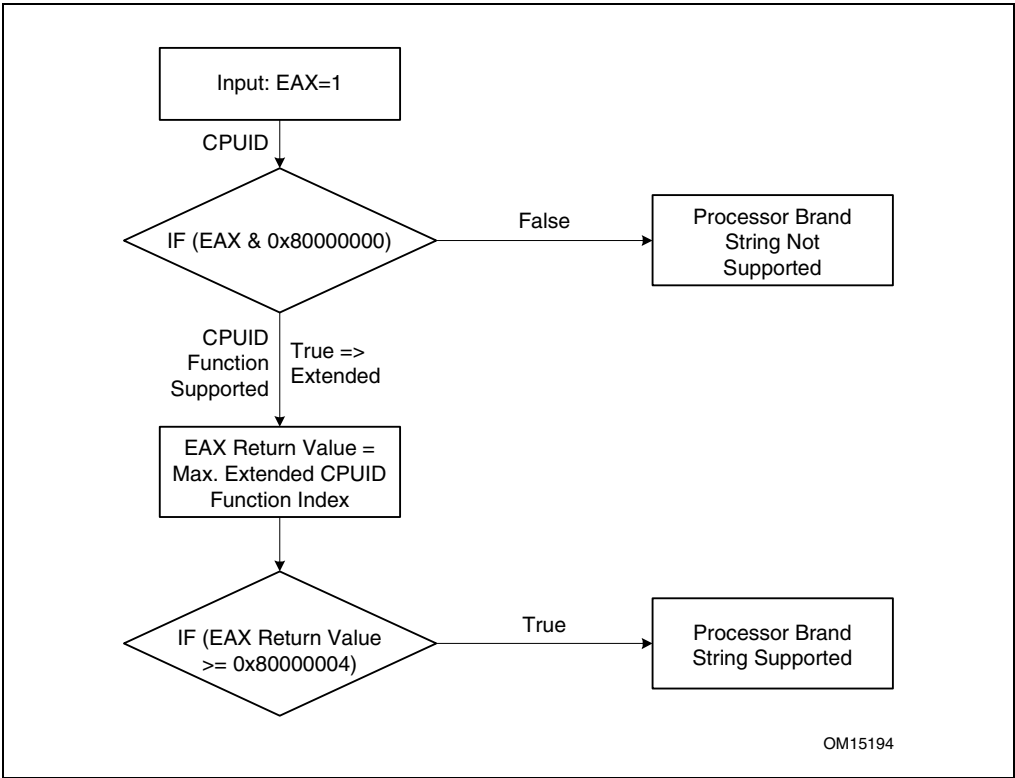 Input: EAX=1
CPUID
IF (EAX & 0x80000000)
False
Processor Brand
String Not
Supported
CPUID
Function
Supported
True =>
Extended
EAX Return Value =
Max. Extended CPUID
Function Index
IF (EAX Return Value
>= 0x80000004)
True
Processor Brand
String Supported
OM15194